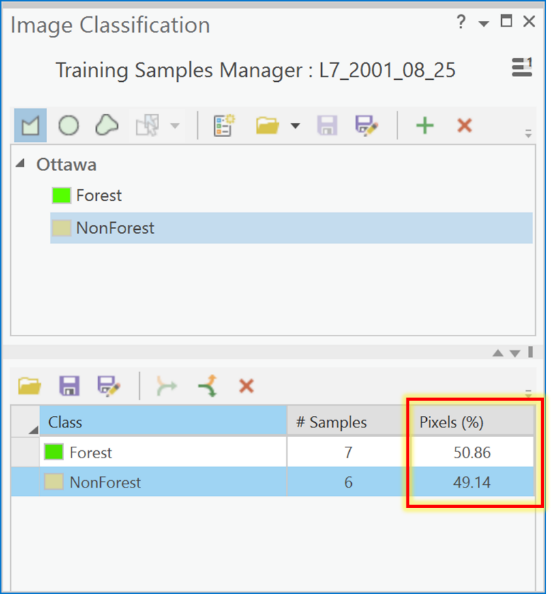 Image Classification
?
Training Samples Manager : L7_2001_08_25
1
Ottawa
Forest
NonForest
Class # Samples Pixels (%)
Forest 7 50.86
NonForest 6 49.14